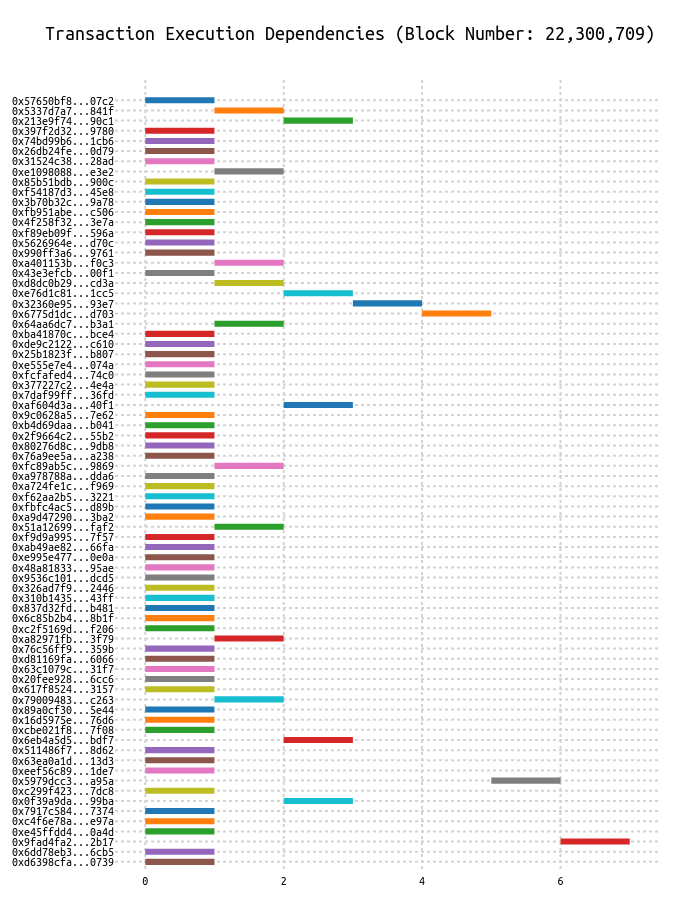 Transaction Execution Dependencies (Block Number: 22,300,709)
0x57650bf8...07c2
0x5337d7a7...841f
0x213e9f74...90c1
0x397f2d32...9780
0x74bd99b6...1cb6
0x26db24fe...0d79
0x31524c38...28ad
0xe1098088...e3e2
0x85b51bdb...900c
0xf54187d3...45e8
0x3b70b32c...9a78
0xfb951abe...c506
0x4f258f32...3e7a
0xf89eb09f...596a
0x5626964e...d70c
0x990ff3a6...9761
0xa401153b...f0c3
0x43e3efcb...00f1
0xd8dc0b29...cd3a
0xe76d1c81...1cc5
0x32360e95...93e7
0x6775d1dc...d703
0x64aa6dc7...b3a1
0xba41870c...bce4
0xde9c2122...c610
0x25b1823f...b807
0xe555e7e4...074a
0xfcfafed4...74c0
0x377227c2...4e4a
0x7daf99ff...36fd
0xaf604d3a...40f1
0x9c0628a5...7e62
0xb4d69daa...b041
0x2f9664c2...55b2
0x80276d8c...9db8
0x76a9ee5a...a238
0xfc89ab5c...9869
0xa978788a...dda6
0xa724fe1c...f969
0xf62aa2b5...3221
0xfbfc4ac5...d89b
0xa9d47290...3ba2
0x51a12699...faf2
0xf9d9a995...7f57
0xab49ae82...66fa
0xe995e477...0e0a
0x48a81833...95ae
0x9536c101...dcd5
0x326ad7f9...2446
0x310b1435...43ff
0x837d32fd...b481
0x6c85b2b4...8b1f
0xc2f5169d...f206
0xa82971fb...3f79
0x76c56ff9...359b
0xd81169fa...6066
0x63c1079c...31f7
0x20fee928...6cc6
0x617f8524...3157
0x79009483...c263
0x89a0cf30...5e44
0x16d5975e...76d6
0xcbe021f8...7f08
0x6eb4a5d5...bdf7
0x511486f7...8d62
0x63ea0a1d...13d3
0xeef56c89...1de7
0x5979dcc3...a95a
0xc299f423...7dc8
0x0f39a9da...99ba
0x7917c584...7374
0xc4f6e78a...e97a
0xe45ffdd4...0a4d
0x9fad4fa2...2b17
0x6dd78eb3...6cb5
0xd6398cfa...0739
0 2 4 6